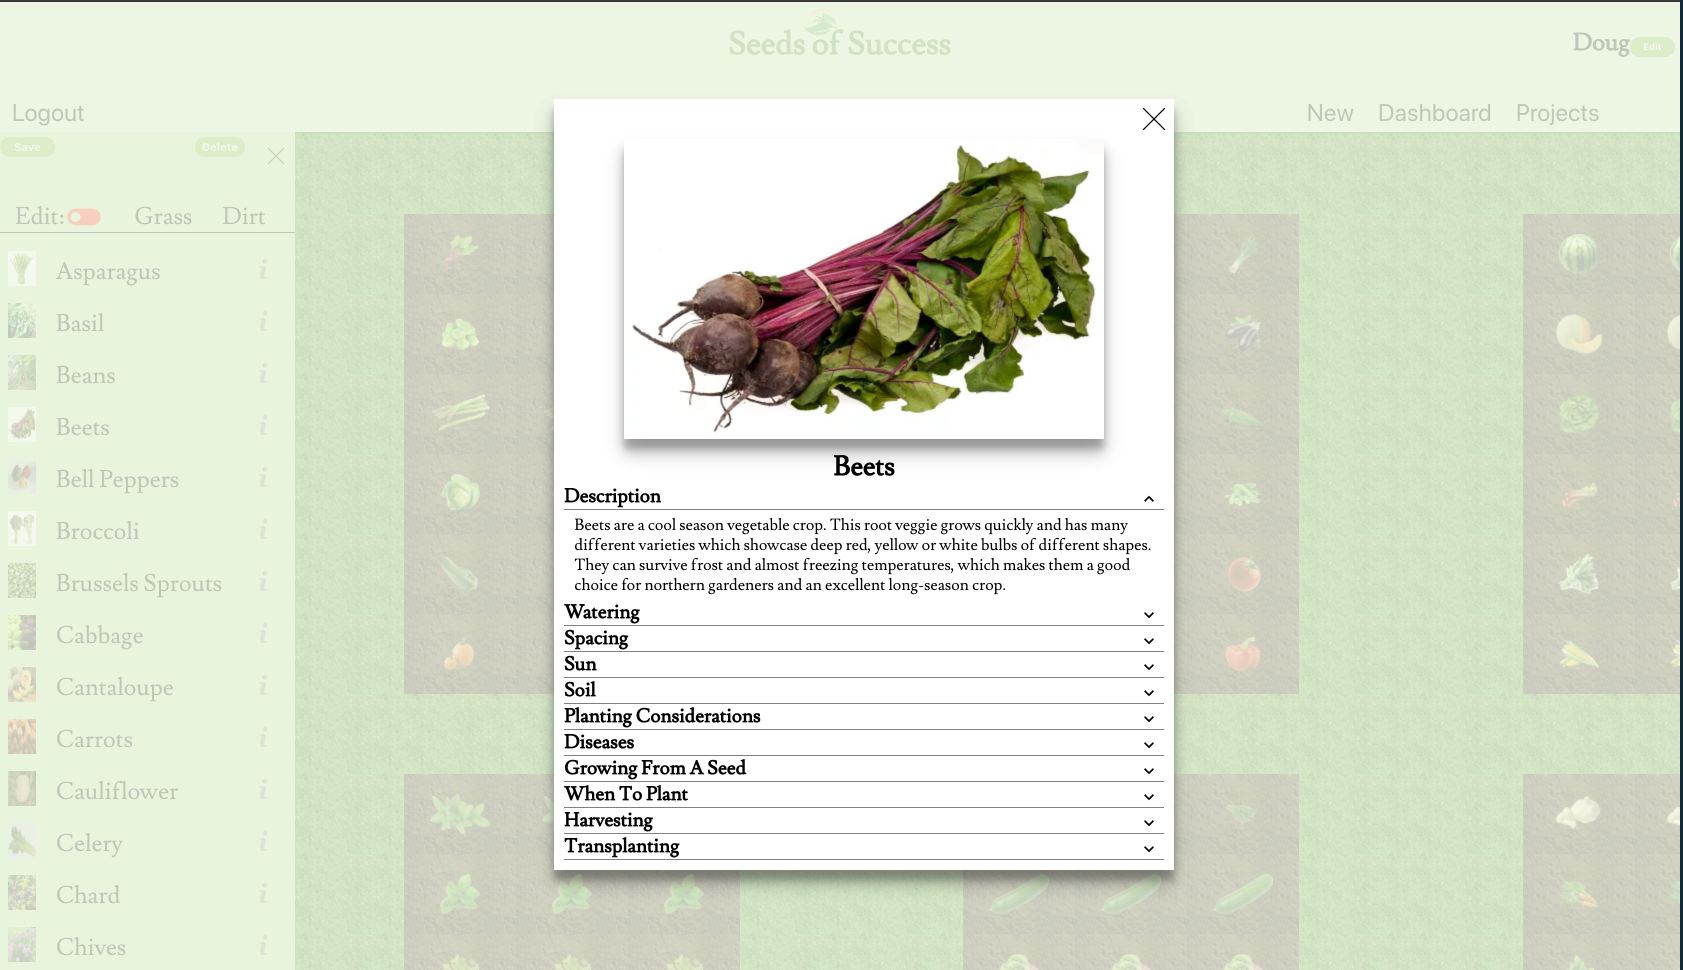 Seeds of Success
Doug
Edit
Logout
New
Dashboard
Projects
Save
Delete
Edit:
Grass
Dirt
Asparagus
i
Basil
i
Beans
i
Beets
i
Bell Peppers
i
Broccoli
i
Brussels Sprouts
i
Cabbage
i
Cantaloupe
i
Carrots
i
Cauliflower
i
Celery
i
Chard
i
Chives
i
Beets
Description
Beets are a cool season vegetable crop. This root veggie grows quickly and has many
different varieties which showcase deep red, yellow or white bulbs of different shapes.
They can survive frost and almost freezing temperatures, which makes them a good
choice for northern gardeners and an excellent long-season crop.
Watering
Spacing
Sun
Soil
Planting Considerations
Diseases
Growing From A Seed
When To Plant
Harvesting
Transplanting